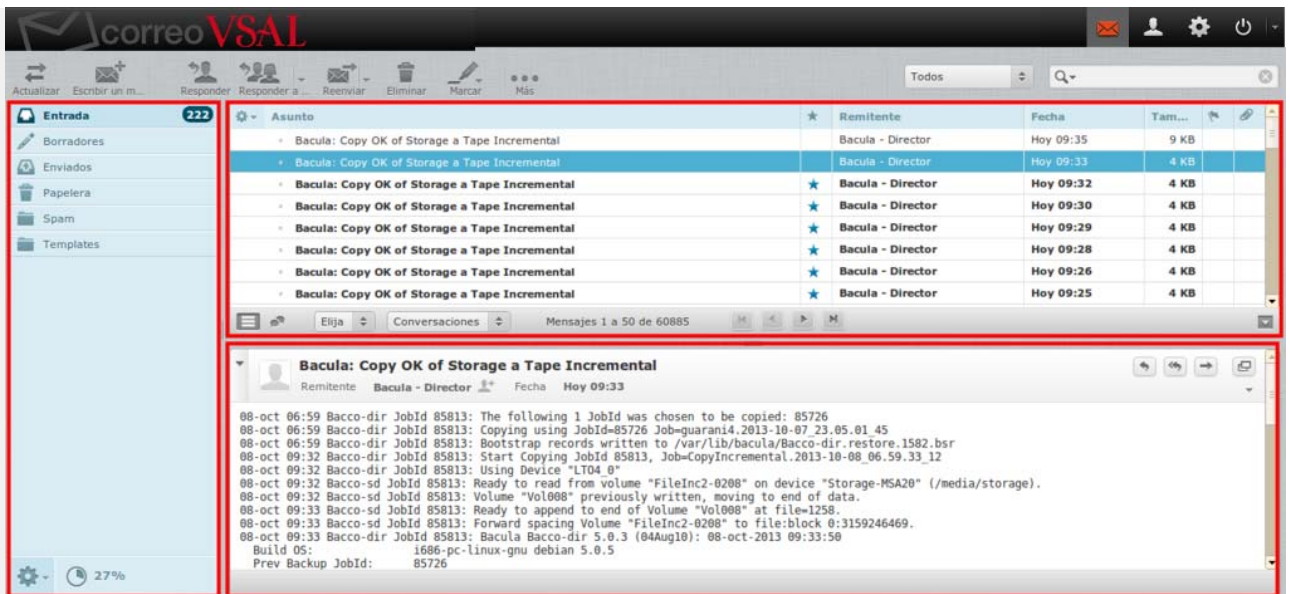 correo VSAL
Actualizar Escribir un m... Responder Responder a ... Reenviar Eliminar Marcar Más
Todos
Entrada 222
Borradores
Enviados
Papelera
Spam
Templates
27%
Asunto Remitente Fecha Tam...
Bacula: Copy OK of Storage a Tape Incremental Bacula - Director Hoy 09:35 9 KB
Bacula: Copy OK of Storage a Tape Incremental Bacula - Director Hoy 09:33 4 KB
Bacula: Copy OK of Storage a Tape Incremental Bacula - Director Hoy 09:32 4 KB
Bacula: Copy OK of Storage a Tape Incremental Bacula - Director Hoy 09:30 4 KB
Bacula: Copy OK of Storage a Tape Incremental Bacula - Director Hoy 09:29 4 KB
Bacula: Copy OK of Storage a Tape Incremental Bacula - Director Hoy 09:28 4 KB
Bacula: Copy OK of Storage a Tape Incremental Bacula - Director Hoy 09:26 4 KB
Bacula: Copy OK of Storage a Tape Incremental Bacula - Director Hoy 09:25 4 KB
Elija Conversaciones Mensajes 1 a 50 de 60885
Bacula: Copy OK of Storage a Tape Incremental
Remitente Bacula - Director Fecha Hoy 09:33
08-oct 06:59 Bacco-dir JobId 85813: The following 1 JobId was chosen to be copied: 85726
08-oct 06:59 Bacco-dir JobId 85813: Copying using JobId=85726 Job=guarani4.2013-10-07_23.05.01_45
08-oct 06:59 Bacco-dir JobId 85813: Bootstrap records written to /var/lib/bacula/Bacco-dir.restore.1582.bsr
08-oct 09:32 Bacco-dir JobId 85813: Start Copying JobId 85813, Job=CopyIncremental.2013-10-08_06.59.33_12
08-oct 09:32 Bacco-dir JobId 85813: Using Device "LTO4_0"
08-oct 09:32 Bacco-sd JobId 85813: Ready to read from volume "FileInc2-0208" on device "Storage-MSA20" (/media/storage).
08-oct 09:32 Bacco-sd JobId 85813: Volume "Vol008" previously written, moving to end of data.
08-oct 09:33 Bacco-sd JobId 85813: Ready to append to end of Volume "Vol008" at file=1258.
08-oct 09:33 Bacco-sd JobId 85813: Forward spacing Volume "FileInc2-0208" to file:block 0:3159246469.
08-oct 09:33 Bacco-dir JobId 85813: Bacula Bacco-dir 5.0.3 (04Aug10): 08-oct-2013 09:33:50
Build OS: i686-pc-linux-gnu debian 5.0.5
Prev Backup JobId: 85726